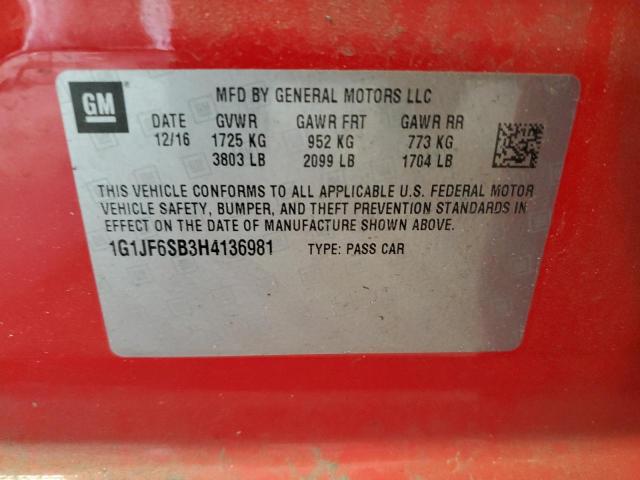 GM
MFD BY GENERAL MOTORS LLC
DATE GVWR GAWR FRT GAWR RR
12/16 1725 KG 952 KG 773 KG
3803 LB 2099 LB 1704 LB
THIS VEHICLE CONFORMS TO ALL APPLICABLE U.S. FEDERAL MOTOR
VEHICLE SAFETY, BUMPER, AND THEFT PREVENTION STANDARDS IN
EFFECT ON THE DATE OF MANUFACTURE SHOWN ABOVE.
1G1JF6SB3H4136981 TYPE: PASS CAR